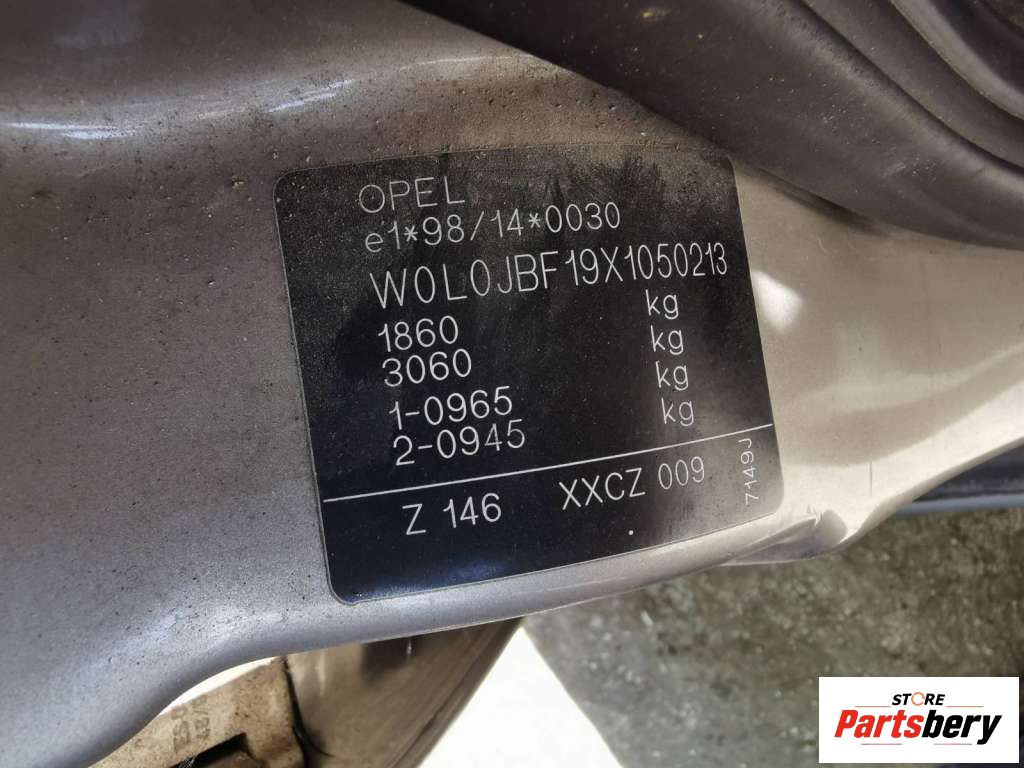 OPEL
e1*98/14*0030
W0L0JBF19X1050213
1860 kg
3060 kg
1-0965 kg
2-0945 kg
Z 146 XXCZ 009
7149J
STORE
Partsbery